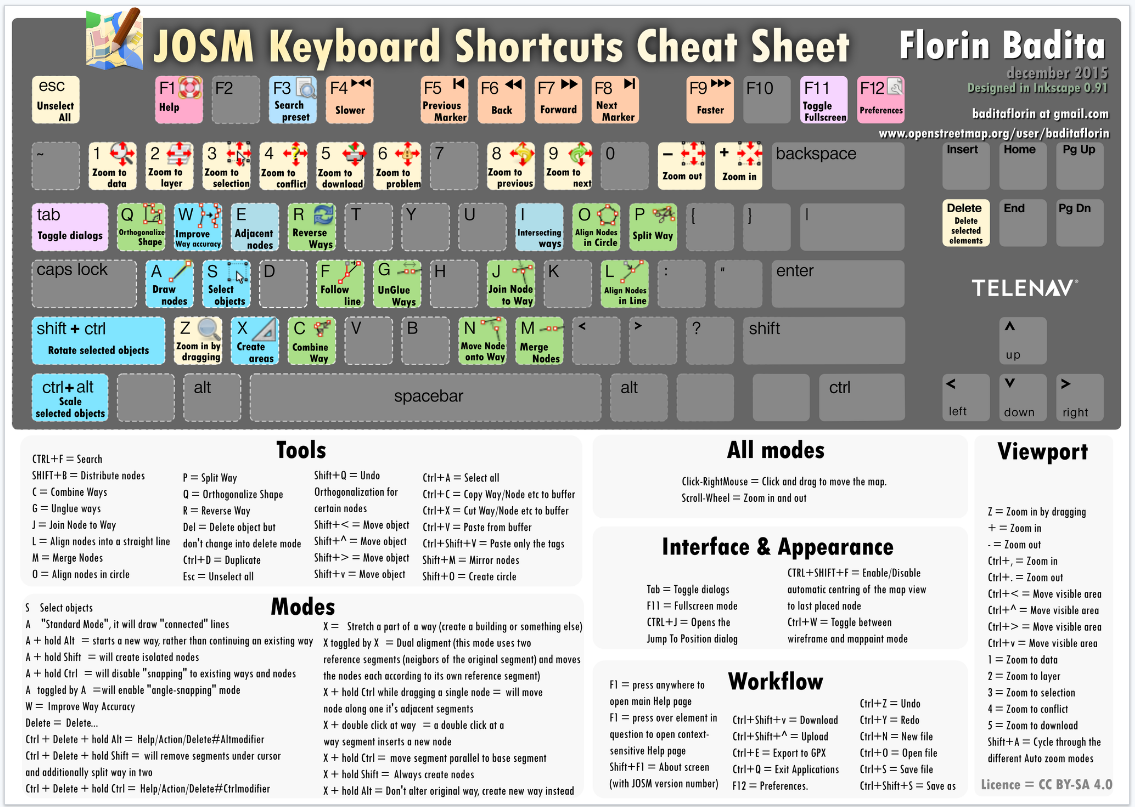 JOSM Keyboard Shortcuts Cheat Sheet
Florin Badita
december 2015
Designed in Inkscape 0.91
baditaflorin at gmail.com
www.openstreetmap.org/user/baditaflorin
esc
Unselect
All
F1
Help
F2
F3
Search
preset
F4
Slower
F5
Previous
Marker
F6
Back
F7
Forward
F8
Next
Marker
F9
Faster
F10
F11
Toggle
Fullscreen
F12
Preferences
~
1
Zoom to
data
2
Zoom to
layer
3
Zoom to
selection
4
Zoom to
conflict
5
Zoom to
download
6
Zoom to
problem
7
8
Zoom to
previous
9
Zoom to
next
0
–
Zoom out
+
Zoom in
backspace
Insert
Home
Pg Up
tab
Toggle dialogs
Q
Orthogonalize
Shape
W
Improve
Way accuracy
E
Adjacent
nodes
R
Reverse
Ways
T
Y
U
I
Intersecting
ways
O
Align Nodes
in Circle
P
Split Way
[
}
|
Delete
Delete
selected
elements
End
Pg Dn
caps lock
A
Draw
nodes
S
Select
objects
D
F
Follow
line
G
UnGlue
Ways
H
J
Join Node
to Way
K
L
Align Nodes
in Line
:
"
enter
TELENAV
shift + ctrl
Rotate selected objects
Z
Zoom in by
dragging
X
Create
areas
C
Combine
Way
V
B
N
Move Node
onto Way
M
Merge
Nodes
<
>
?
shift
^
up
ctrl+alt
Scale
selected objects
alt
spacebar
alt
ctrl
<
left
v
down
>
right
Tools
CTRL+F = Search
SHIFT+B = Distribute nodes
C = Combine Ways
G = Unglue ways
J = Join Node to Way
L = Align nodes into a straight line
M = Merge Nodes
O = Align nodes in circle
P = Split Way
Q = Orthogonalize Shape
R = Reverse Way
Del = Delete object but
don't change into delete mode
Ctrl+D = Duplicate
Esc = Unselect all
Shift+Q = Undo
Orthogonalization for
certain nodes
Shift+< = Move object
Shift+^ = Move object
Shift+> = Move object
Shift+v = Move object
Ctrl+A = Select all
Ctrl+C = Copy Way/Node etc to buffer
Ctrl+X = Cut Way/Node etc to buffer
Ctrl+V = Paste from buffer
Ctrl+Shift+V = Paste only the tags
Shift+M = Mirror nodes
Shift+O = Create circle
Modes
S Select objects
A "Standard Mode", it will draw "connected" lines
A + hold Alt = starts a new way, rather than continuing an existing way
A + hold Shift = will create isolated nodes
A + hold Ctrl = will disable "snapping" to existing ways and nodes
A toggled by A =will enable "angle-snapping" mode
W = Improve Way Accuracy
Delete = Delete...
Ctrl + Delete + hold Alt = Help/Action/Delete#Altmodifier
Ctrl + Delete + hold Shift = will remove segments under cursor
and additionally split way in two
Ctrl + Delete + hold Ctrl = Help/Action/Delete#Ctrlmodifier
X = Stretch a part of a way (create a building or something else)
X toggled by X = Dual aligment (this mode uses two
reference segments (neigbors of the original segment) and moves
the nodes each according to its own reference segment)
X + hold Ctrl while dragging a single node = will move
node along one it's adjacent segments
X + double click at way = a double click at a
way segment inserts a new node
X + hold Ctrl = move segment parallel to base segment
X + hold Shift = Always create nodes
X + hold Alt = Don't alter original way, create new way instead
All modes
Click-RightMouse = Click and drag to move the map.
Scroll-Wheel = Zoom in and out
Interface & Appearance
Tab = Toggle dialogs
F11 = Fullscreen mode
CTRL+J = Opens the
Jump To Position dialog
CTRL+SHIFT+F = Enable/Disable
automatic centring of the map view
to last placed node
Ctrl+W = Toggle between
wireframe and mappaint mode
Workflow
F1 = press anywhere to
open main Help page
F1 = press over element in
question to open context-
sensitive Help page
Shift+F1 = About screen
(with JOSM version number)
Ctrl+Shift+v = Download
Ctrl+Shift+^ = Upload
Ctrl+E = Export to GPX
Ctrl+Q = Exit Applications
F12 = Preferences.
Ctrl+Z = Undo
Ctrl+Y = Redo
Ctrl+N = New file
Ctrl+O = Open file
Ctrl+S = Save file
Ctrl+Shift+S = Save as
Viewport
Z = Zoom in by dragging
+ = Zoom in
- = Zoom out
Ctrl+, = Zoom in
Ctrl+. = Zoom out
Ctrl+< = Move visible area
Ctrl+^ = Move visible area
Ctrl+> = Move visible area
Ctrl+v = Move visible area
1 = Zoom to data
2 = Zoom to layer
3 = Zoom to selection
4 = Zoom to conflict
5 = Zoom to download
Shift+A = Cycle through the
different Auto zoom modes
Licence = CC BY-SA 4.0